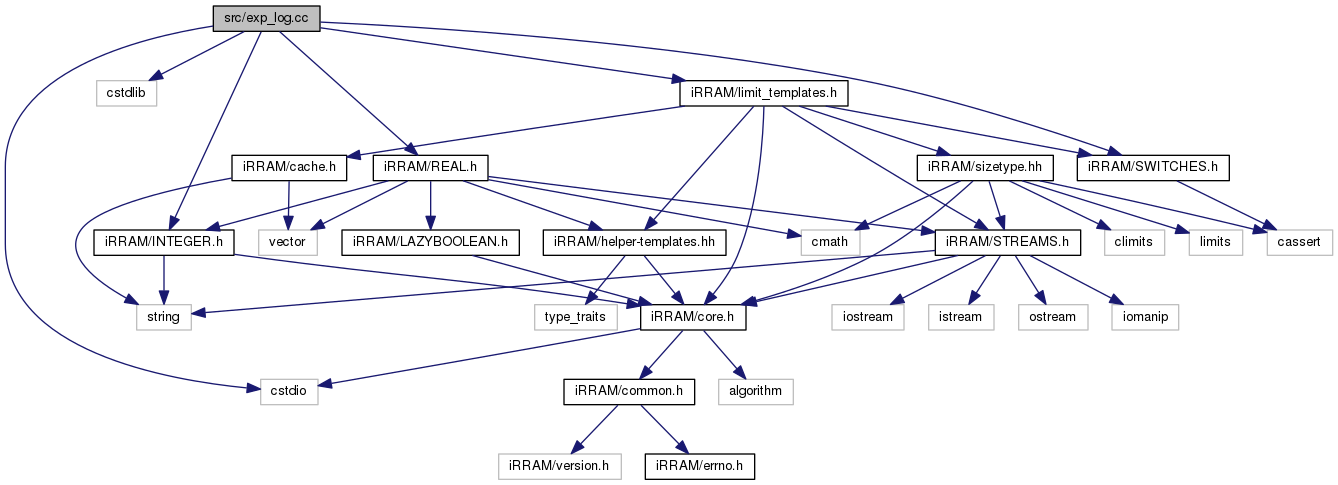 src/exp_log.cc
cstdlib
iRRAM/limit_templates.h
iRRAM/cache.h
iRRAM/REAL.h
iRRAM/sizetype.hh
iRRAM/SWITCHES.h
iRRAM/INTEGER.h
vector
iRRAM/LAZYBOOLEAN.h
iRRAM/helper-templates.hh
cmath
iRRAM/STREAMS.h
climits
limits
cassert
string
type_traits
iRRAM/core.h
iostream
istream
ostream
iomanip
cstdio
iRRAM/common.h
algorithm
iRRAM/version.h
iRRAM/errno.h